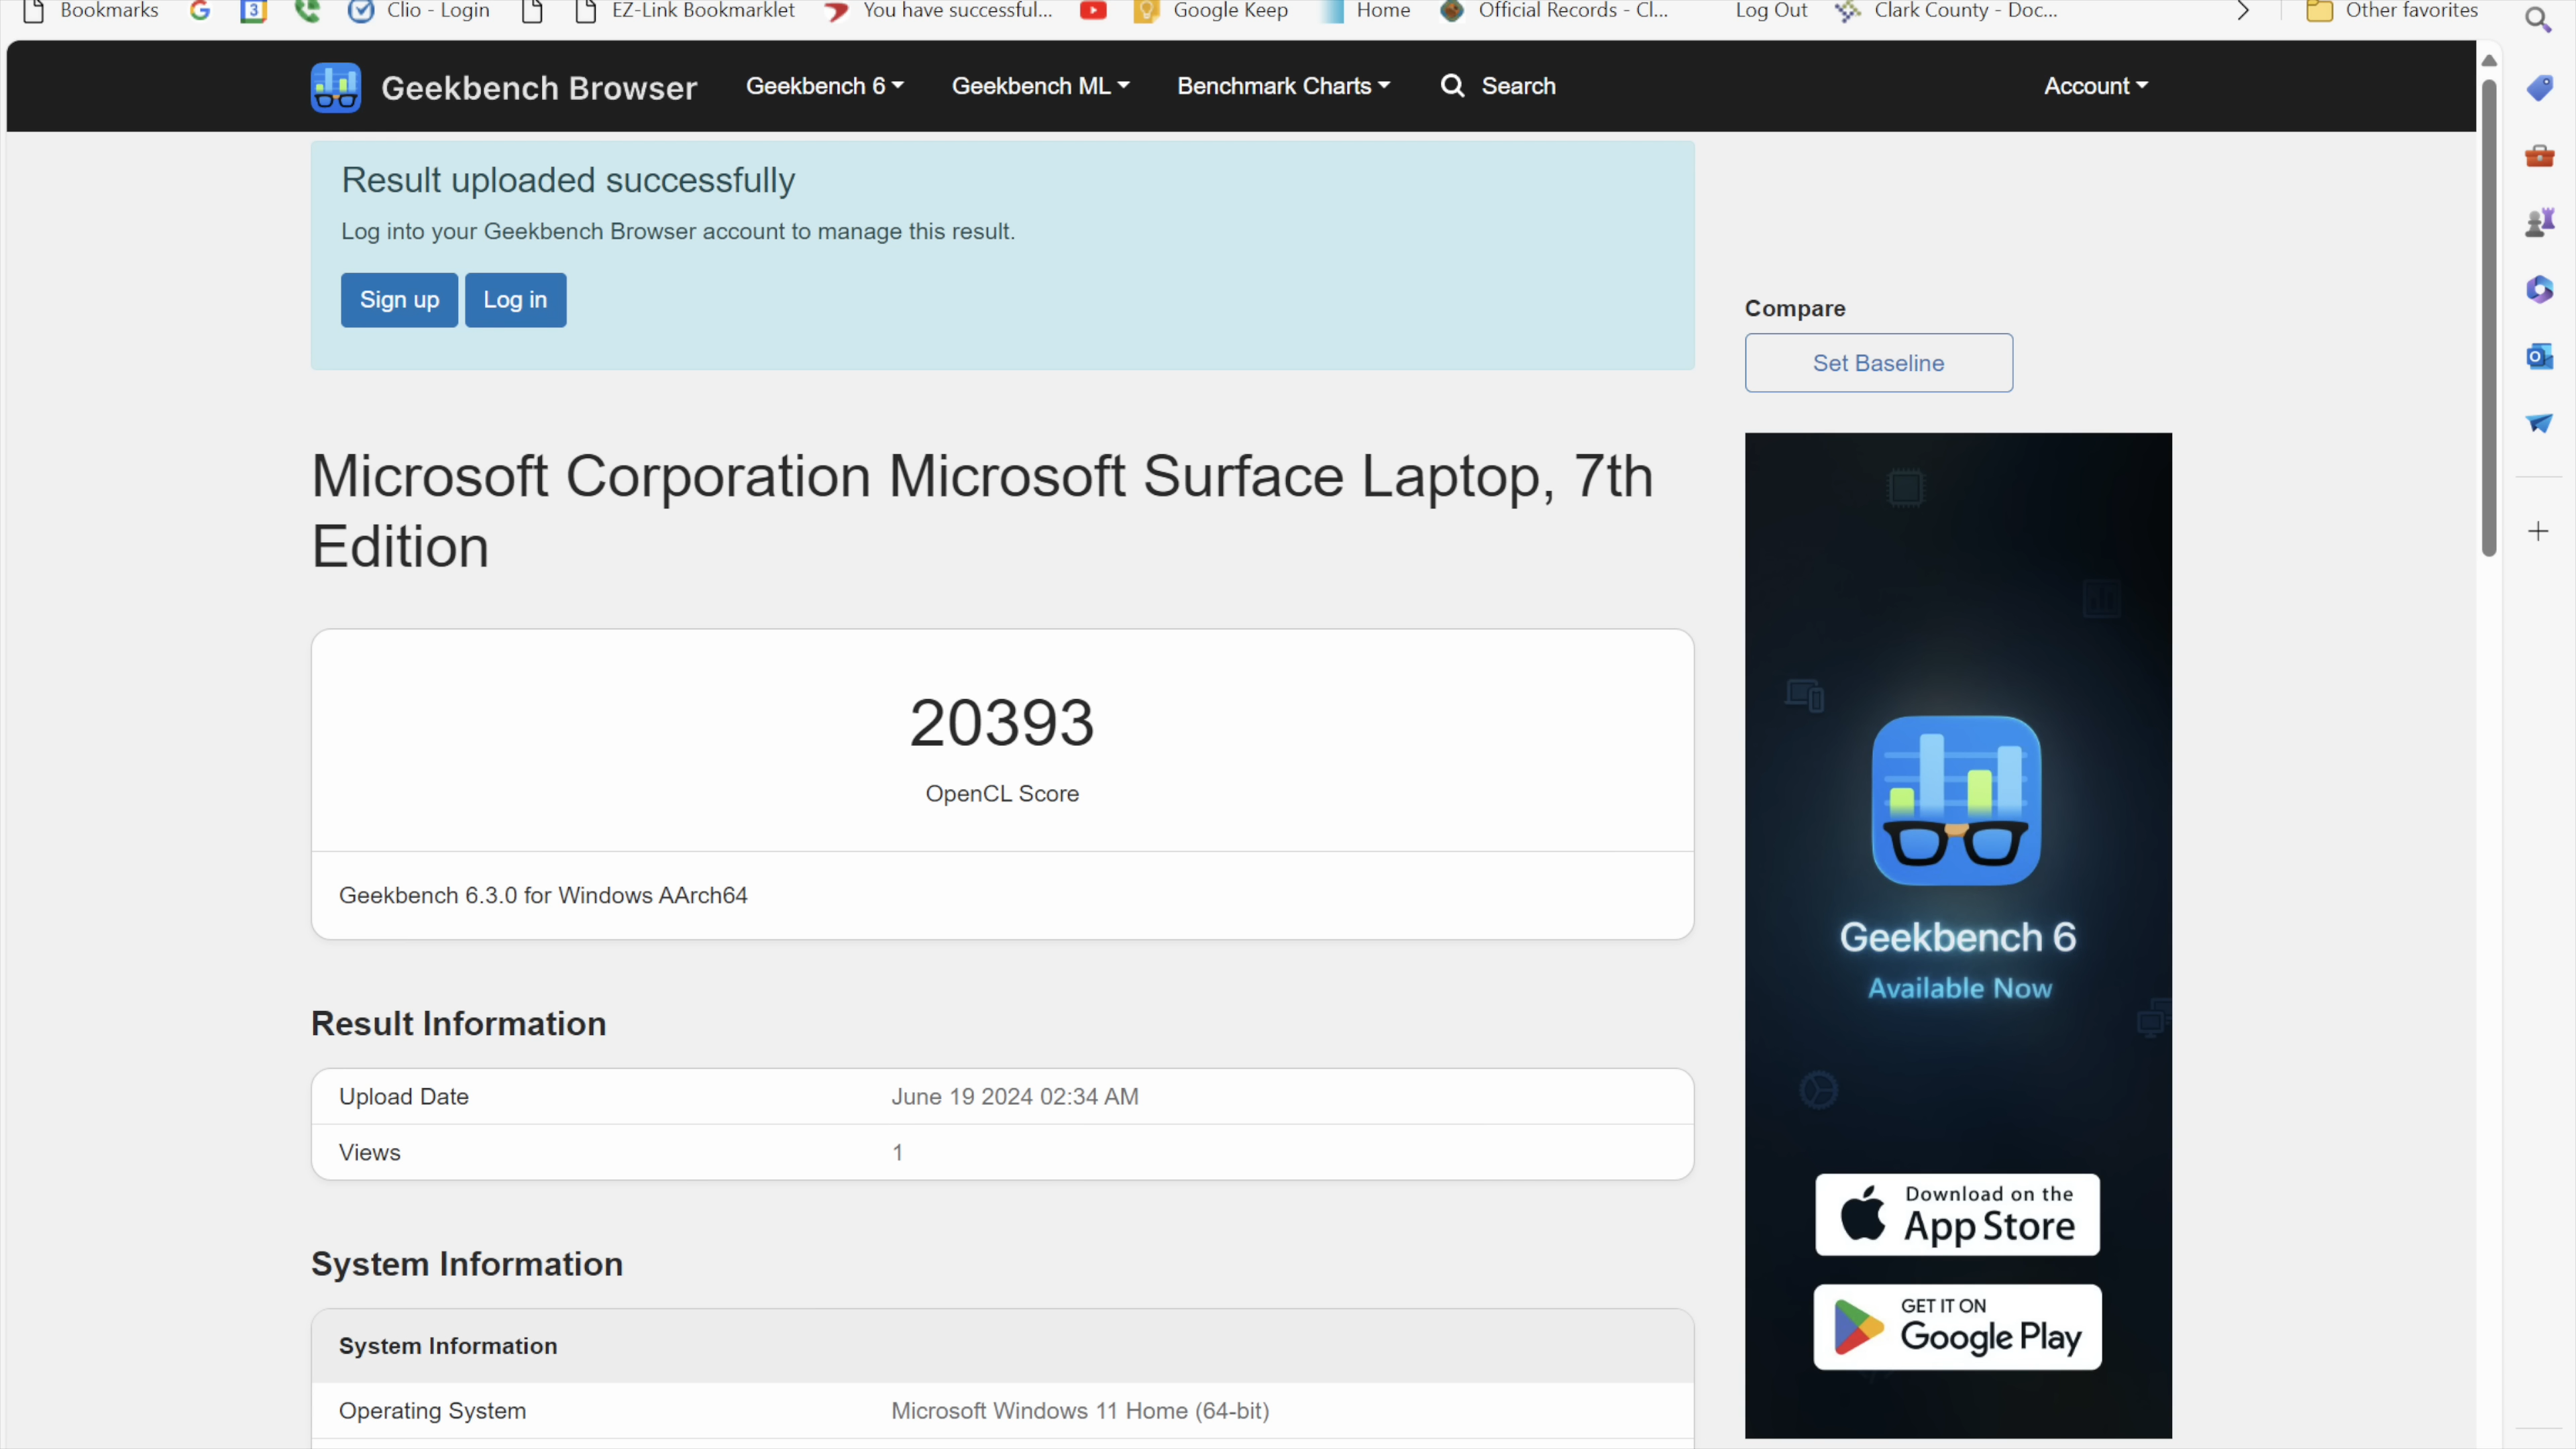 Bookmarks
3
Clio - Login
EZ-Link Bookmarklet
You have successful...
Google Keep
Home
Official Records - Cl...
Log Out
Clark County - Doc...
Other favorites
Geekbench Browser
Geekbench 6
Geekbench ML
Benchmark Charts
Search
Account
Result uploaded successfully
Log into your Geekbench Browser account to manage this result.
Sign up
Log in
Compare
Set Baseline
Microsoft Corporation Microsoft Surface Laptop, 7th
Edition
20393
OpenCL Score
Geekbench 6.3.0 for Windows AArch64
Result Information
Upload Date June 19 2024 02:34 AM
Views 1
System Information
System Information
Operating System Microsoft Windows 11 Home (64-bit)
Geekbench 6
Available Now
Download on the
App Store
GET IT ON
Google Play